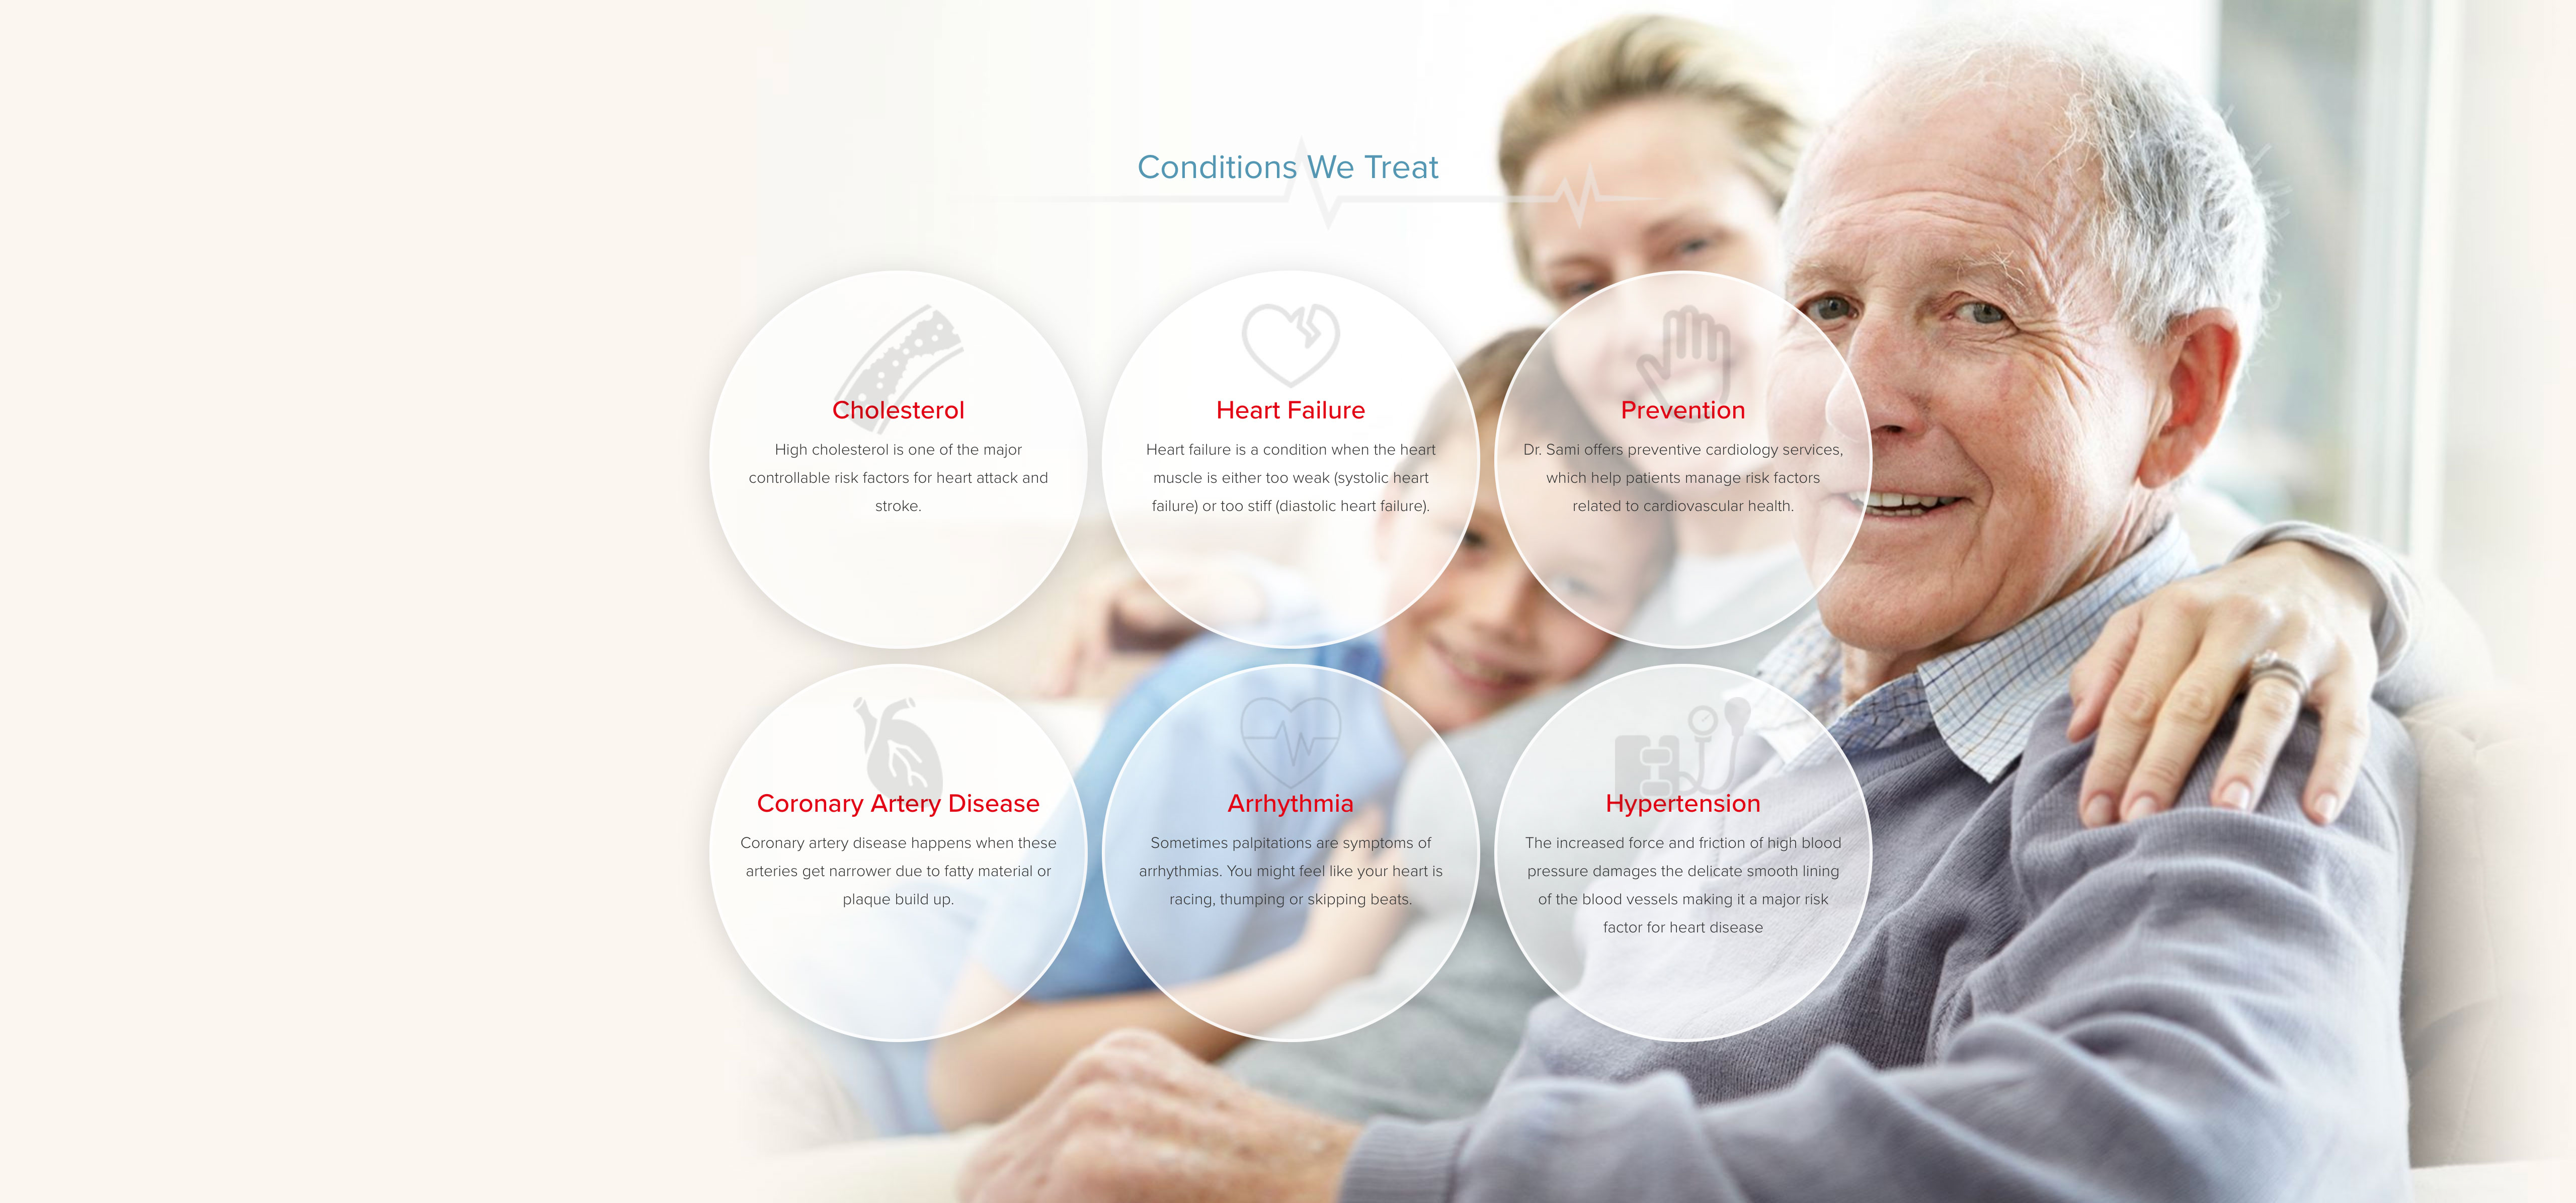 Conditions We Treat
Cholesterol
High cholesterol is one of the major
controllable risk factors for heart attack and
stroke.
Heart Failure
Heart failure is a condition when the heart
muscle is either too weak (systolic heart
failure) or too stiff (diastolic heart failure).
Prevention
Dr. Sami offers preventive cardiology services,
which help patients manage risk factors
related to cardiovascular health.
Coronary Artery Disease
Coronary artery disease happens when these
arteries get narrower due to fatty material or
plaque build up.
Arrhythmia
Sometimes palpitations are symptoms of
arrhythmias. You might feel like your heart is
racing, thumping or skipping beats.
Hypertension
The increased force and friction of high blood
pressure damages the delicate smooth lining
of the blood vessels making it a major risk
factor for heart disease